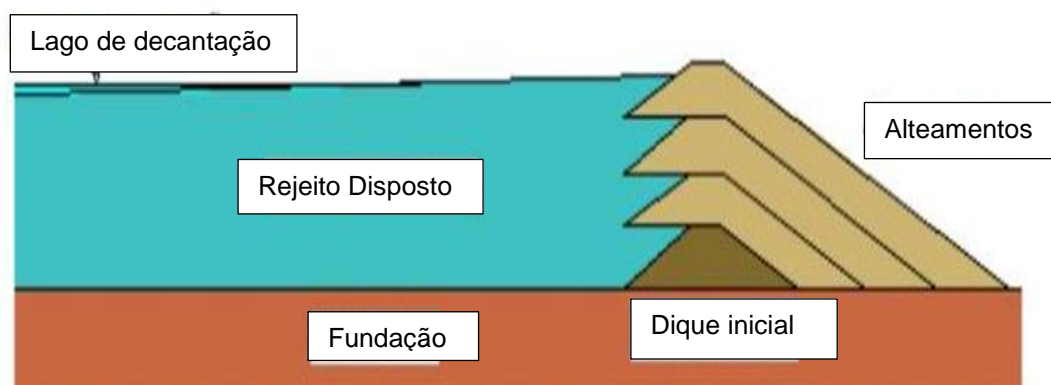 Lago de decantação
Alteamentos
Rejeito Disposto
Fundação
Dique inicial